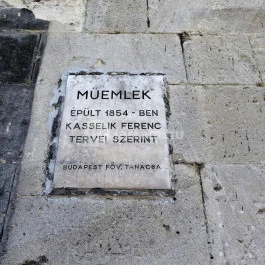 MŰEMLÉK
ÉPÜLT 1854-BEN
KASSELIK FERENC
TERVEI SZERINT
BUDAPEST FŐV. TANÁCSA